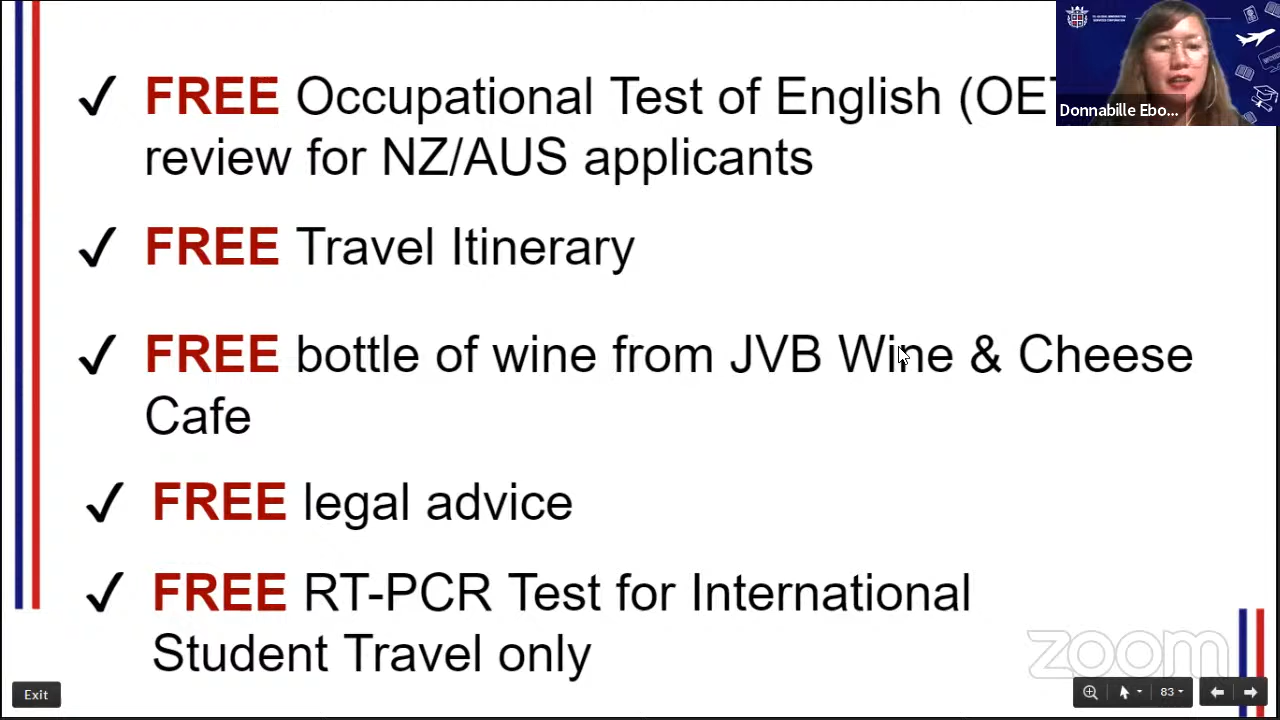 ✓ FREE Occupational Test of English (OET
review for NZ/AUS applicants
✓ FREE Travel Itinerary
✓ FREE bottle of wine from JVB Wine & Cheese
Cafe
✓ FREE legal advice
✓ FREE RT-PCR Test for International
Student Travel only
Donnabille Ebo...
zoom
Exit
83